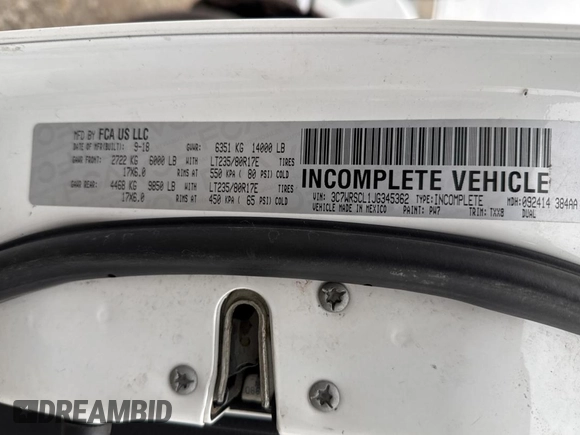 MFD BY FCA US LLC
DATE OF MFR(BUILT): 9-18 GVWR: 6351 KG 14000 LB
GAWR FRONT: 2722 KG 6000 LB WITH LT235/80R17E TIRES
17X6.0 RIMS AT 550 KPA ( 80 PSI) COLD
GAWR REAR: 4468 KG 9850 LB WITH LT235/80R17E TIRES
17X6.0 RIMS AT 450 KPA ( 65 PSI) COLD
INCOMPLETE VEHICLE
VIN: 3C7WRSCL1JG345362 TYPE: INCOMPLETE MDH: 092414 384AA
VEHICLE MADE IN MEXICO PAINT: PW7 TRIM: TXX8 DUAL
DREAMBID